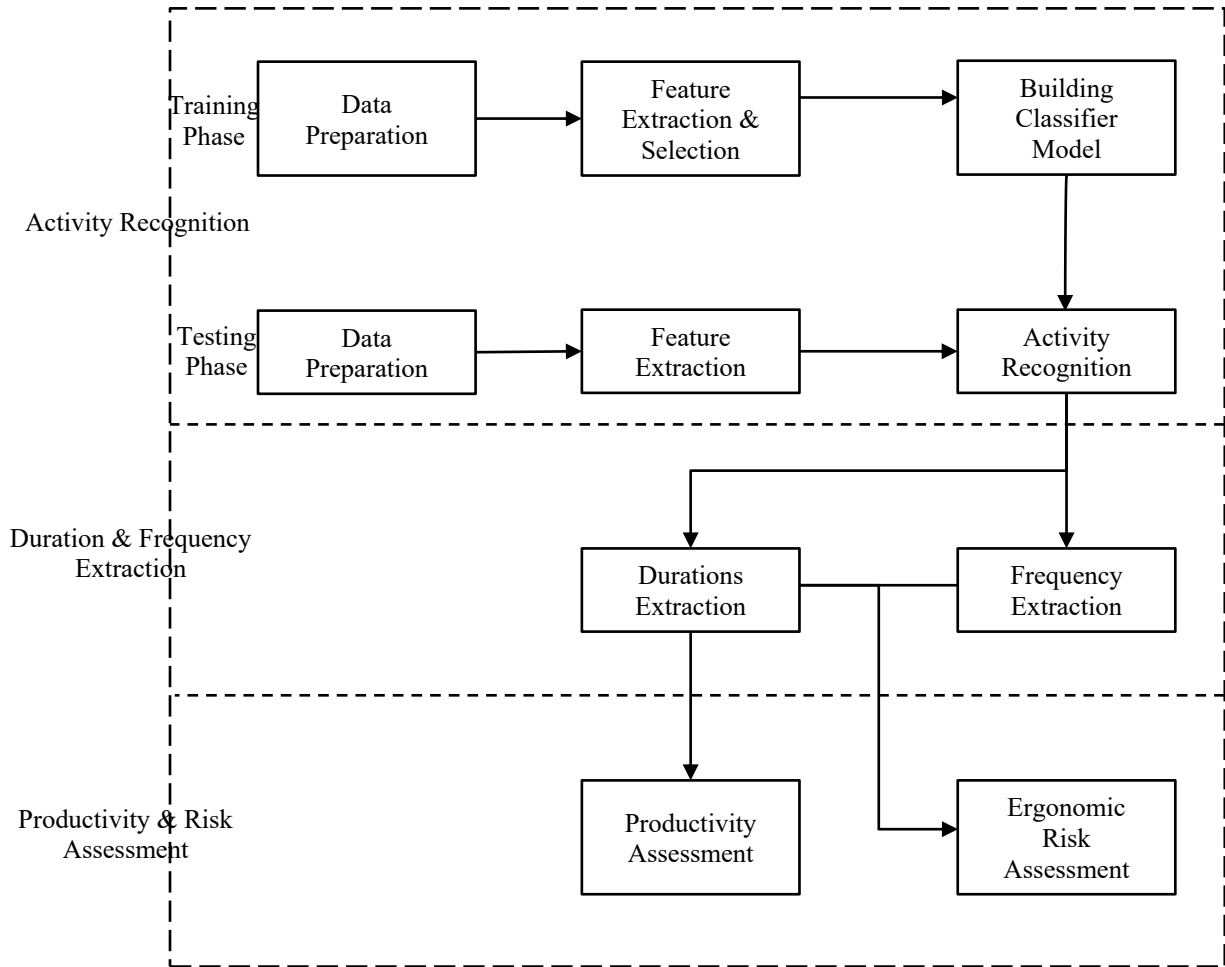 Training
Phase
Data
Preparation
Feature
Extraction &
Selection
Building
Classifier
Model
Activity Recognition
Testing
Phase
Data
Preparation
Feature
Extraction
Activity
Recognition
Duration & Frequency
Extraction
Durations
Extraction
Frequency
Extraction
Productivity & Risk
Assessment
Productivity
Assessment
Ergonomic
Risk
Assessment